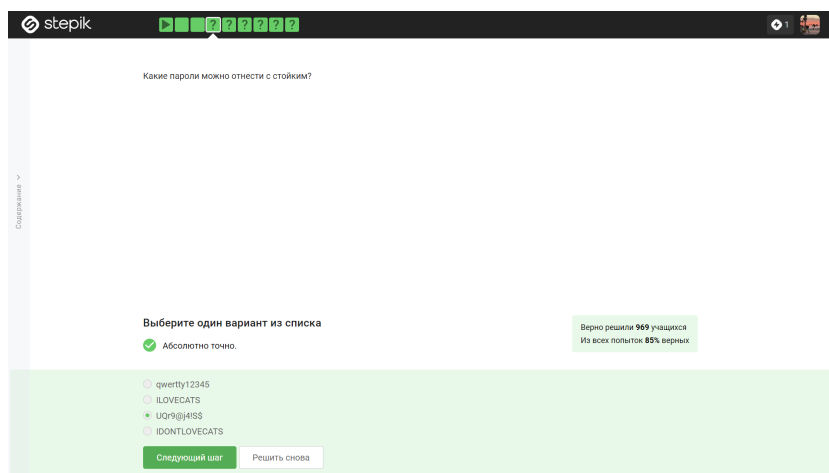 stepik
? ? ? ? ? ?
1
Какие пароли можно отнести с стойким?
Содержание
Выберите один вариант из списка
Абсолютно точно.
Верно решили 969 учащихся
Из всех попыток 85% верных
qwertty12345
ILOVECATS
UQr9@j4!S$
IDONTLOVECATS
Следующий шаг
Решить снова